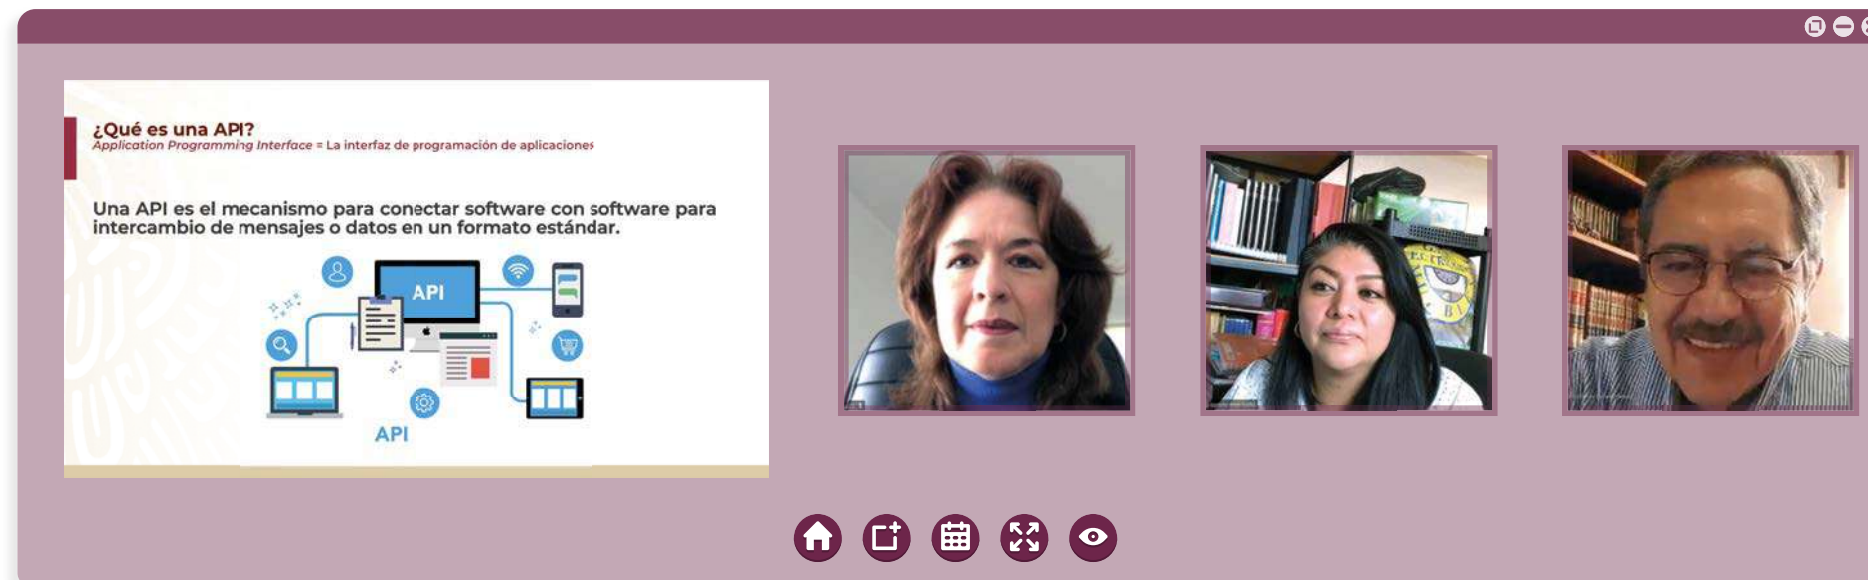 ¿Qué es una API?
Application Programming Interface = La interfaz de programación de aplicaciones
Una API es el mecanismo para conectar software con software para
intercambio de mensajes o datos en un formato estándar.
API
API